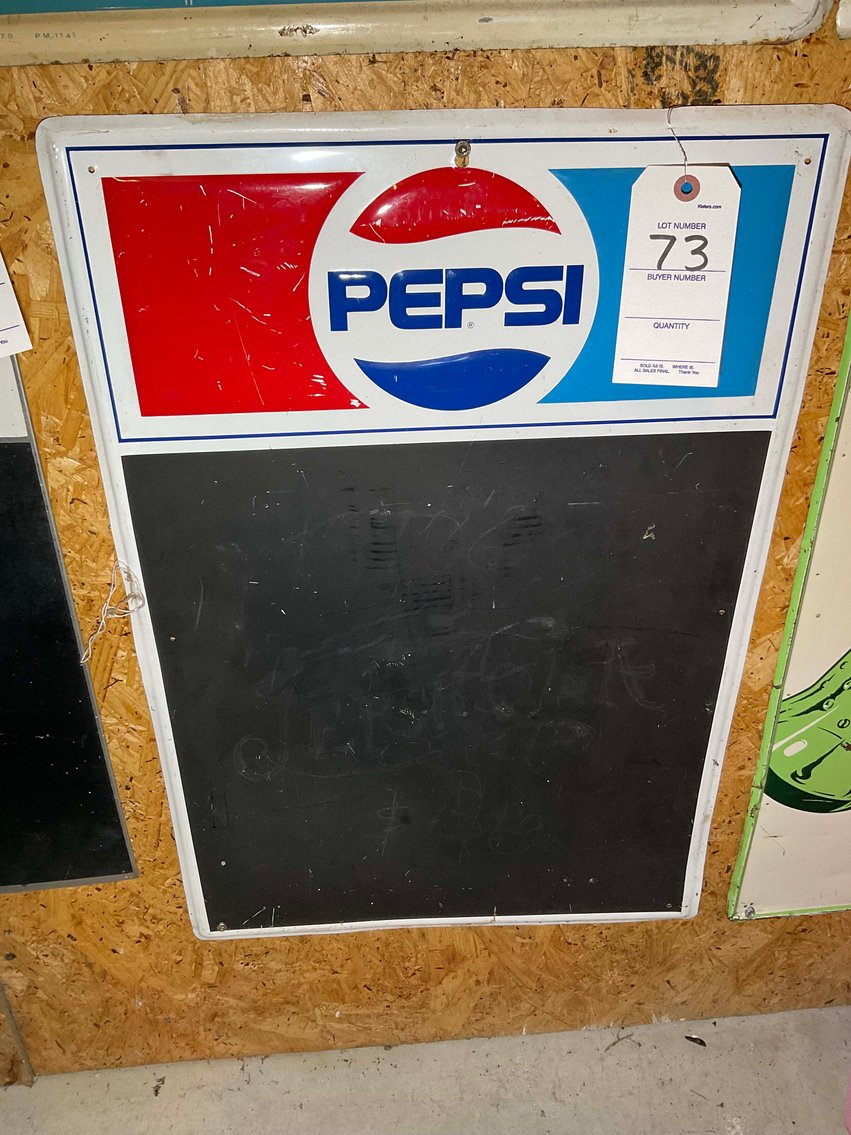 PM.1141
PEPSI
®
LOT NUMBER
73
BUYER NUMBER
QUANTITY
SOLD AS IS. WHERE IS.
ALL SALES FINAL. Thank You